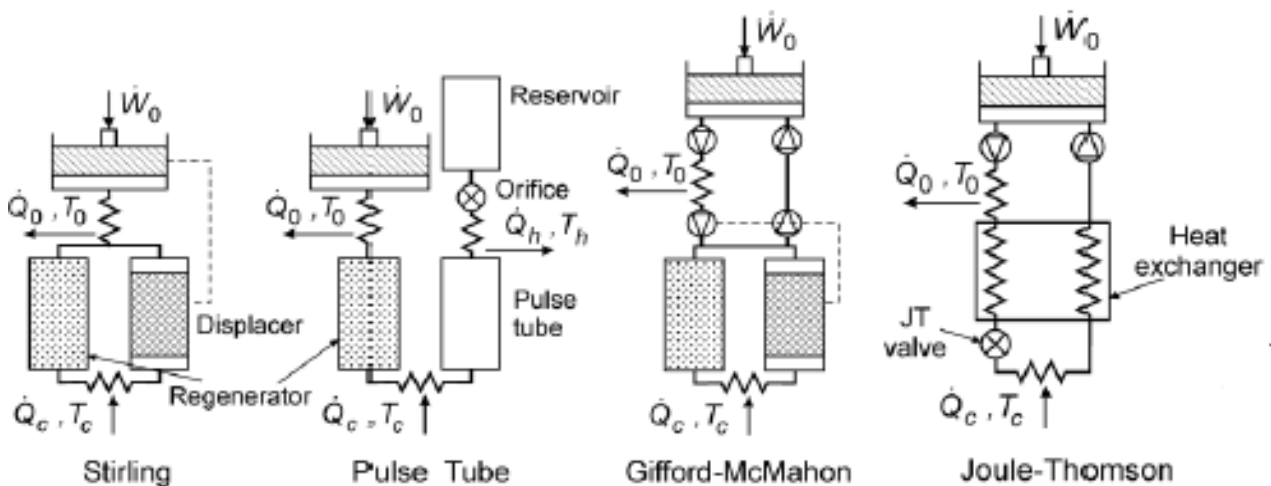 Ẇ0
Q̇0 , T0
Displacer
Regenerator
Q̇c , Tc
Stirling
Ẇ0
Reservoir
Orifice
Q̇0 , T0
Q̇h , Th
Pulse
tube
Q̇c , Tc
Pulse Tube
Ẇ0
Q̇0 , T0
Q̇c , Tc
Gifford-McMahon
Ẇ0
Q̇0 , T0
Heat
exchanger
JT
valve
Q̇c , Tc
Joule-Thomson